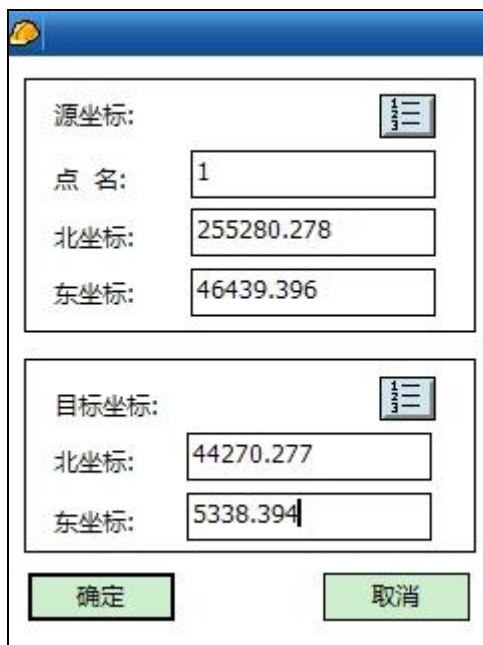 源坐标:
点 名: 1
北坐标: 255280.278
东坐标: 46439.396
目标坐标:
北坐标: 44270.277
东坐标: 5338.394
确定 取消